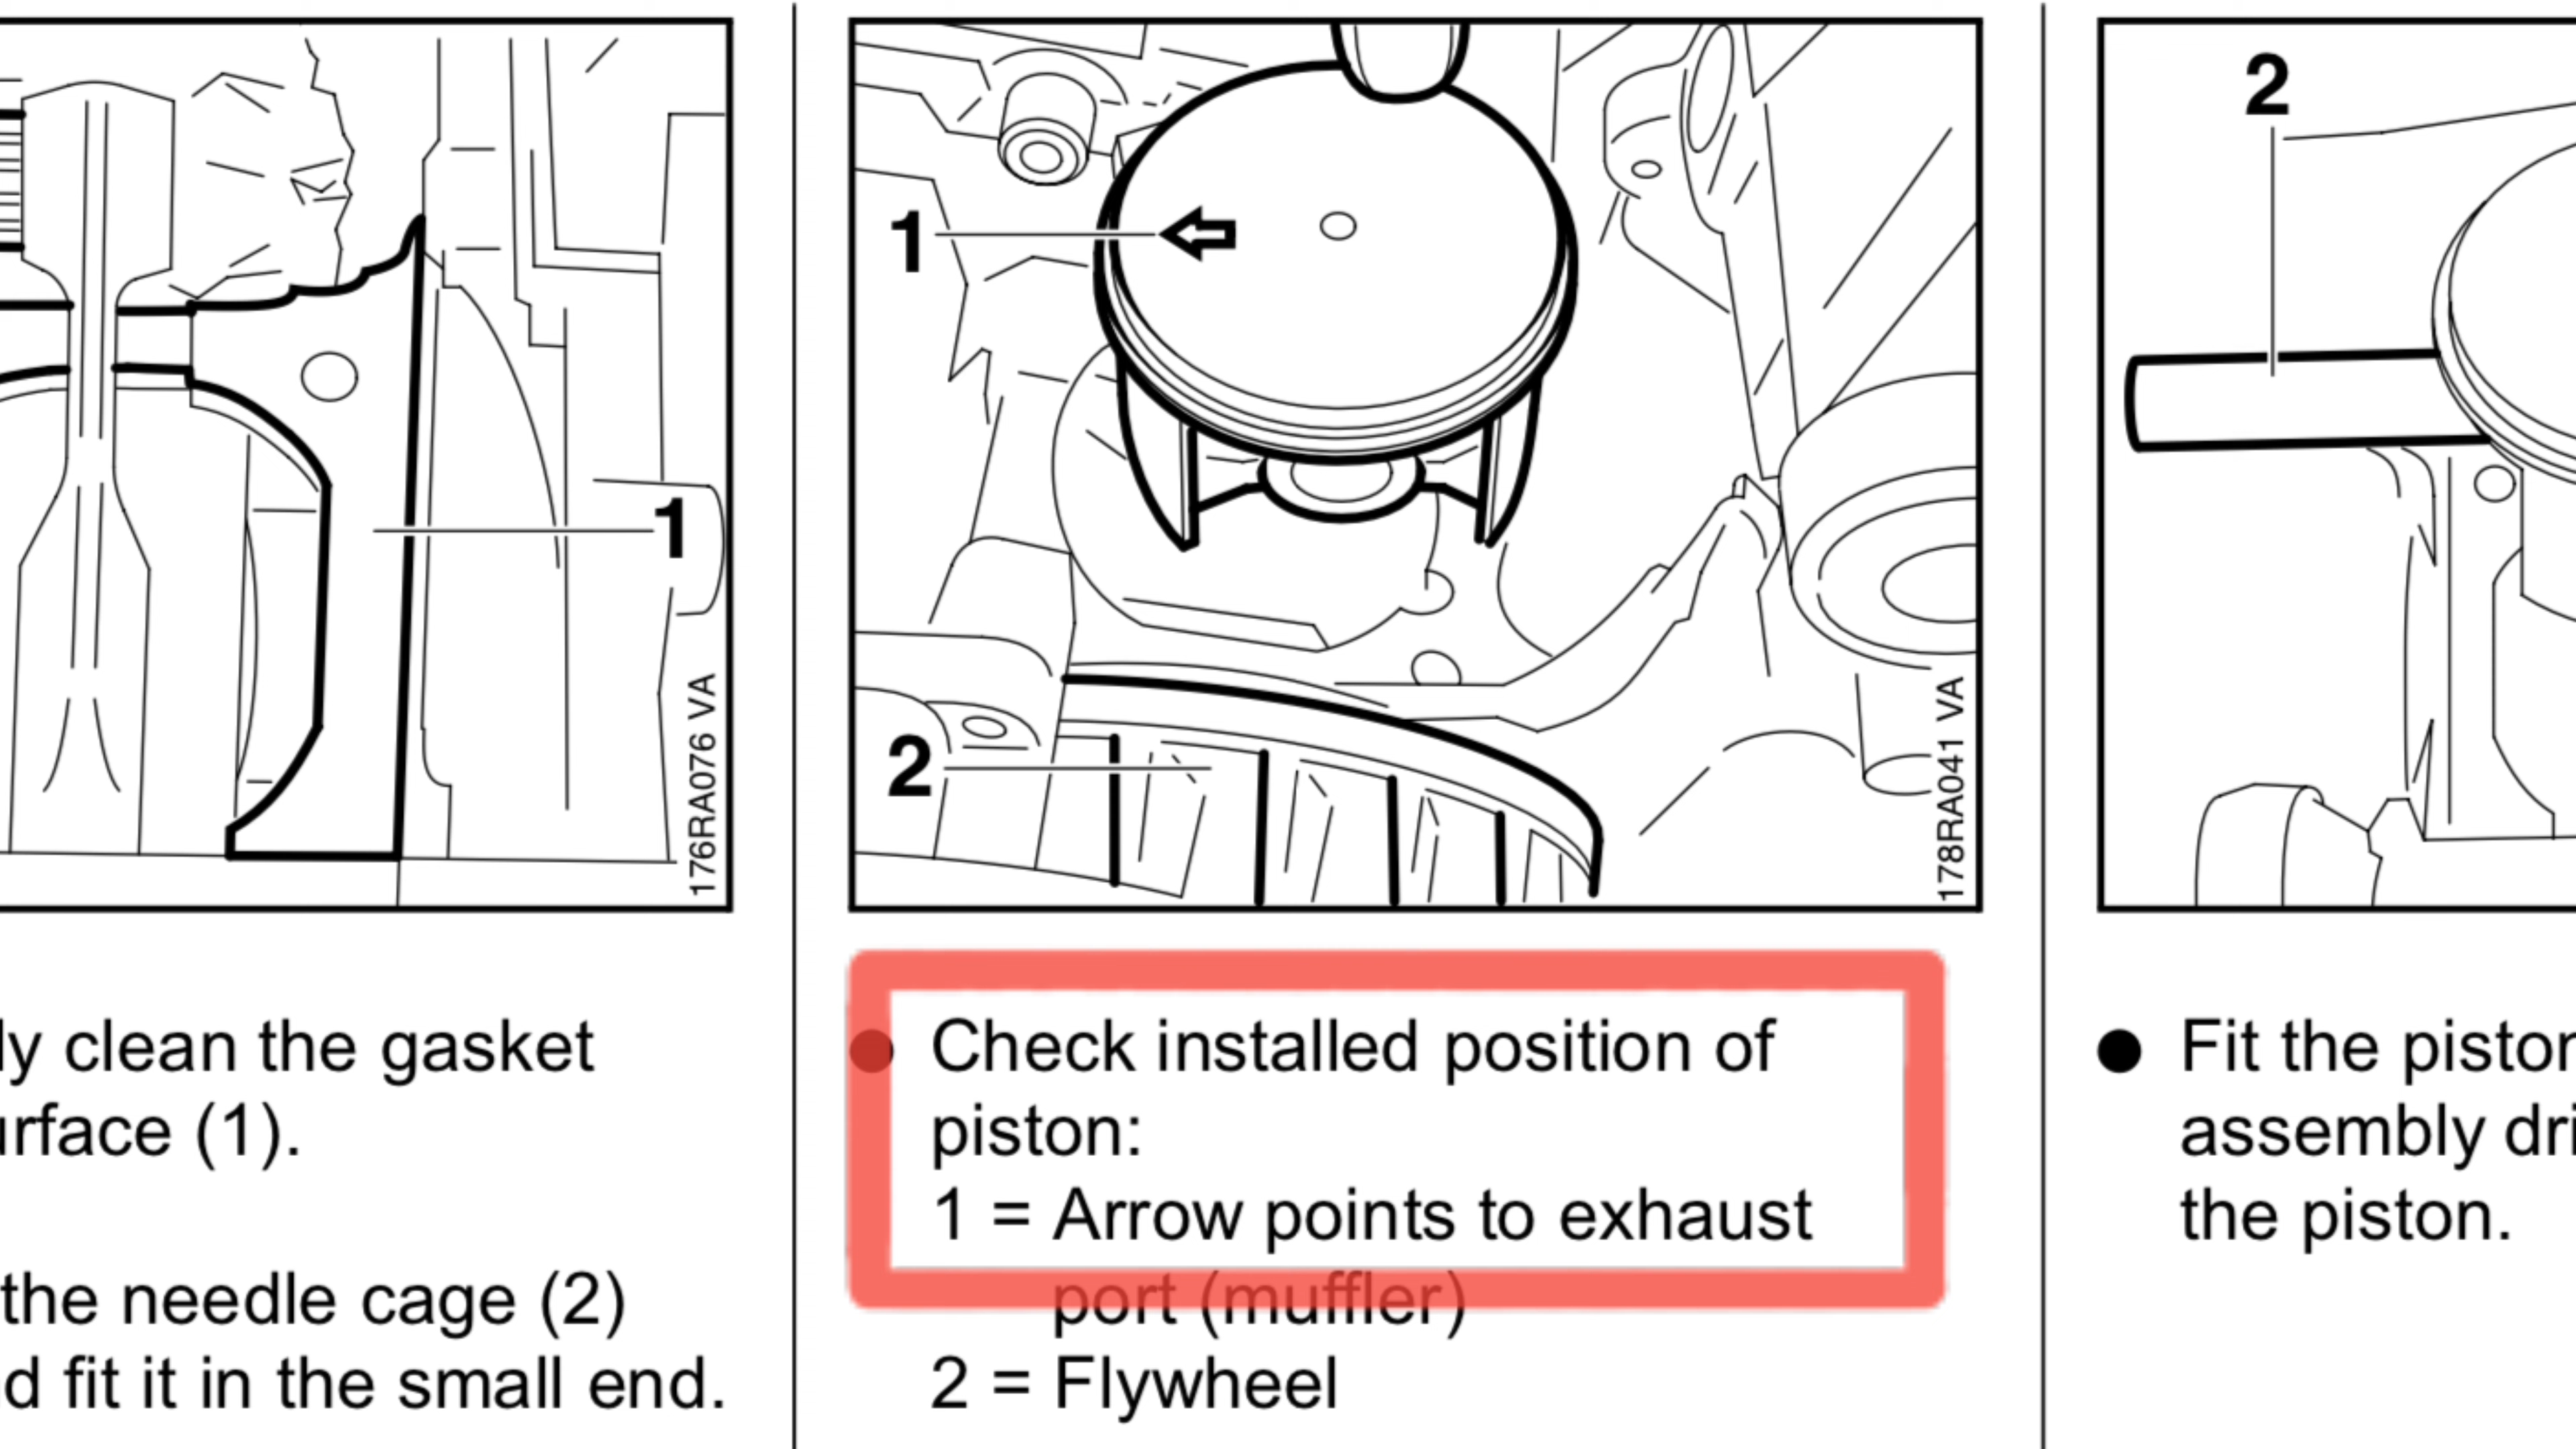 1
176RA076 VA
ly clean the gasket
urface (1).
the needle cage (2)
d fit it in the small end.
1
2
178RA041 VA
● Check installed position of
piston:
1 = Arrow points to exhaust
port (muffler)
2 = Flywheel
2
● Fit the piston
assembly dri
the piston.